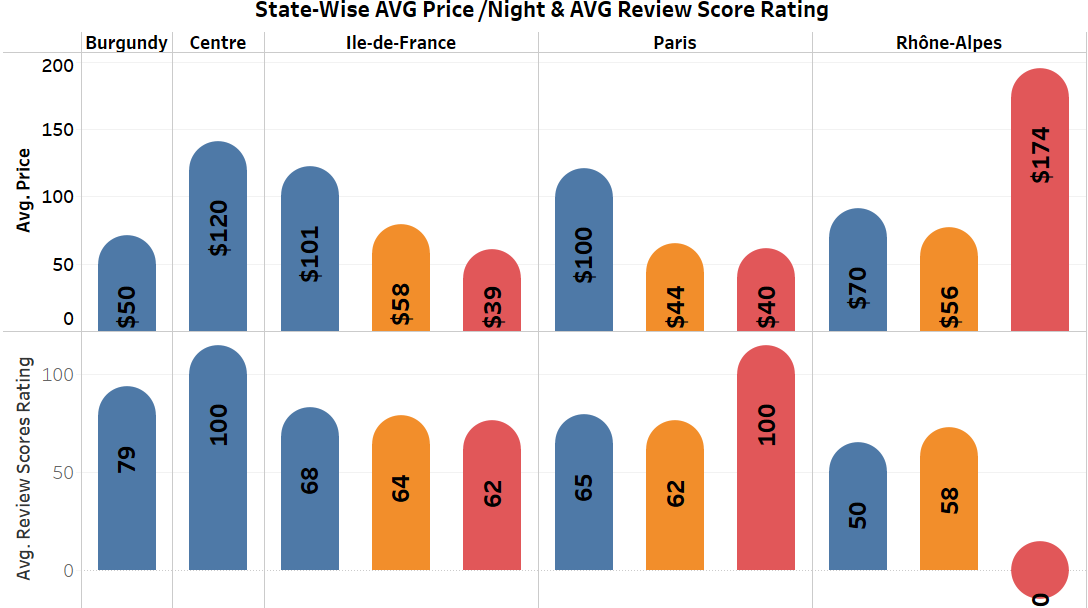 State-Wise AVG Price /Night & AVG Review Score Rating
Burgundy Centre Ile-de-France Paris Rhône-Alpes
Avg. Price
200
150
100
50
0
$50 $120 $101 $58 $39 $100 $44 $40 $70 $56 $174
Avg. Review Scores Rating
100
50
0
79 100 68 64 62 65 62 100 50 58 0